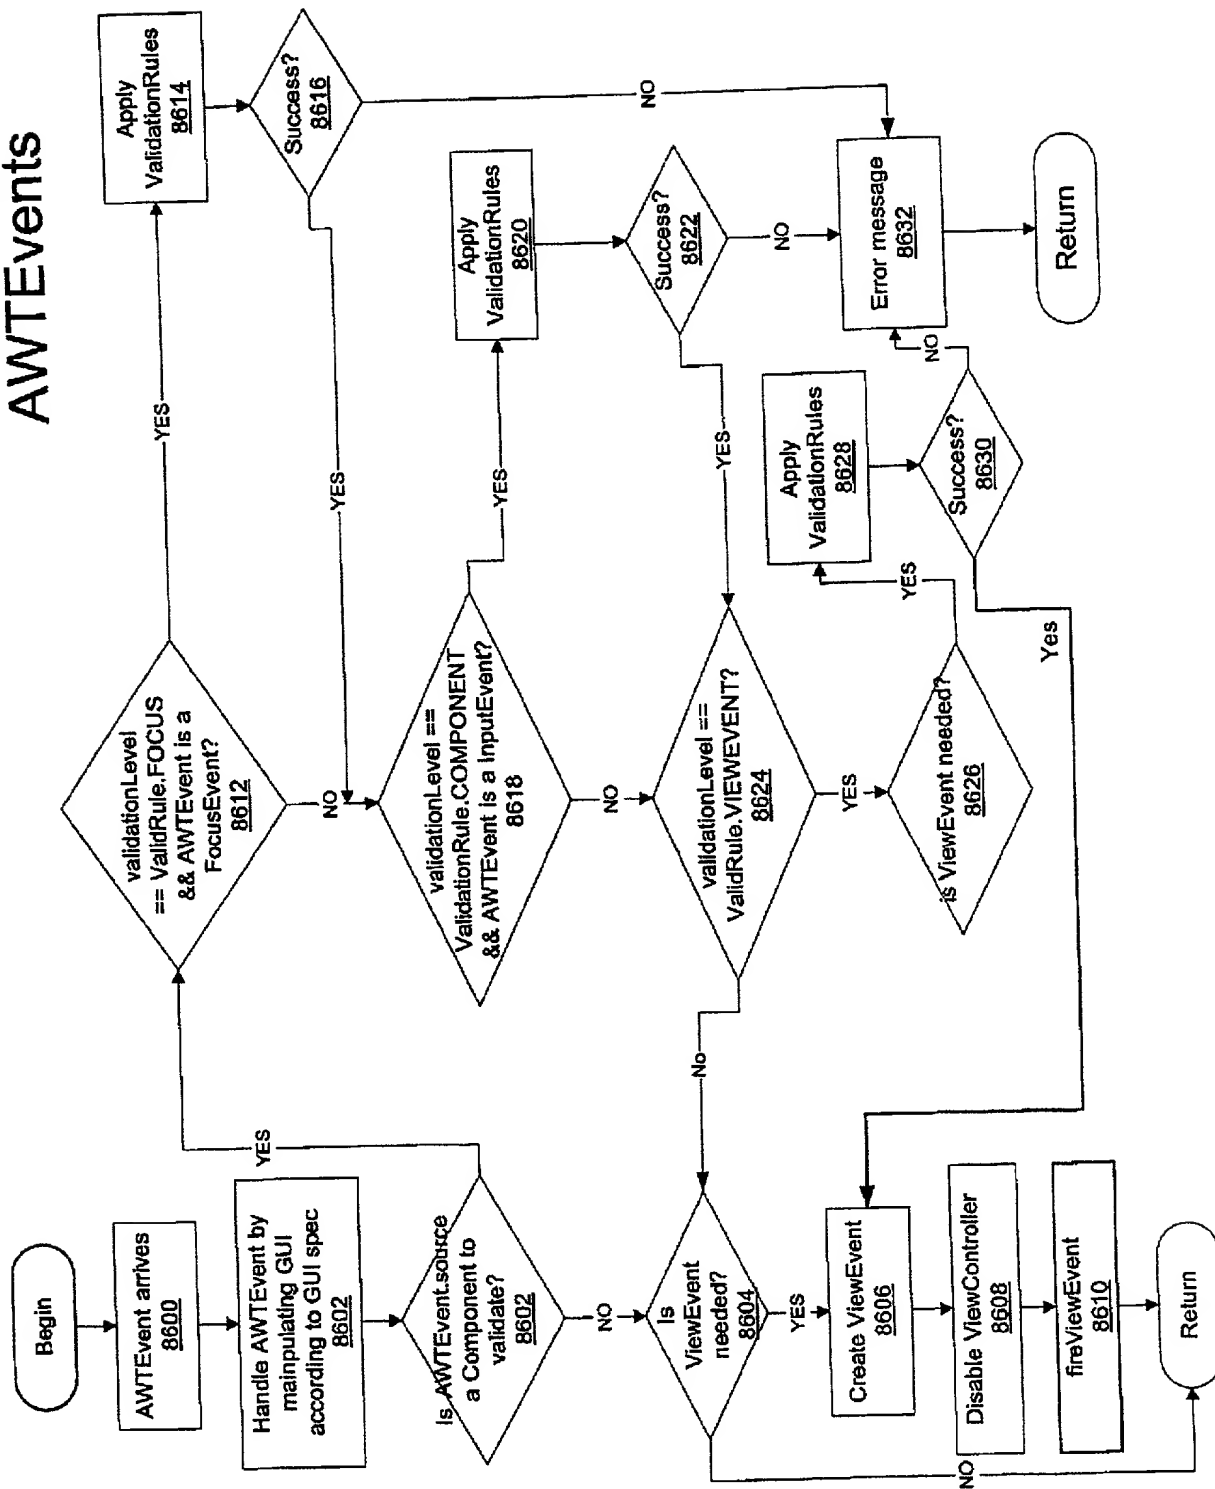 AWTEvents
Begin
AWTEvent arrives
8600
Handle AWTEvent by
mainpulating GUI
according to GUI spec
8602
Is AWTEvent.source
a Component to
validate?
8602
YES
NO
Is
ViewEvent
needed?
8604
YES
NO
Create ViewEvent
8606
Disable ViewController
8608
fireViewEvent
8610
Return
validationLevel
== ValidRule.FOCUS
&& AWTEvent is a
FocusEvent?
8612
YES
NO
Apply
ValidationRules
8614
Success?
8616
YES
NO
validationLevel ==
ValidationRule.COMPONENT
&& AWTEvent is a InputEvent?
8618
YES
NO
Apply
ValidationRules
8620
Success?
8622
YES
NO
validationLevel ==
ValidRule.VIEWEVENT?
8624
No
YES
is ViewEvent needed?
8626
YES
Apply
ValidationRules
8628
Success?
8630
Yes
NO
Error message
8632
Return